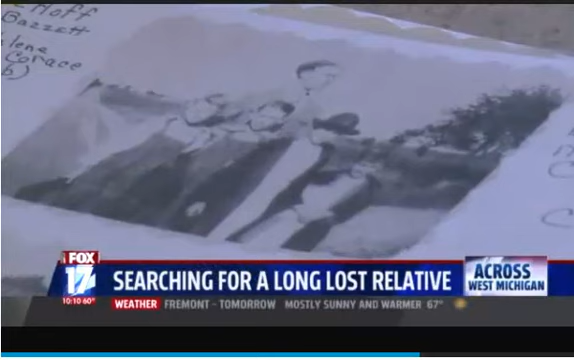 Hoff
Bazzett
lene
Corace
b)
FOX
17
10:10 60°
SEARCHING FOR A LONG LOST RELATIVE
ACROSS
WEST MICHIGAN
WEATHER FREMONT - TOMORROW MOSTLY SUNNY AND WARMER 67°